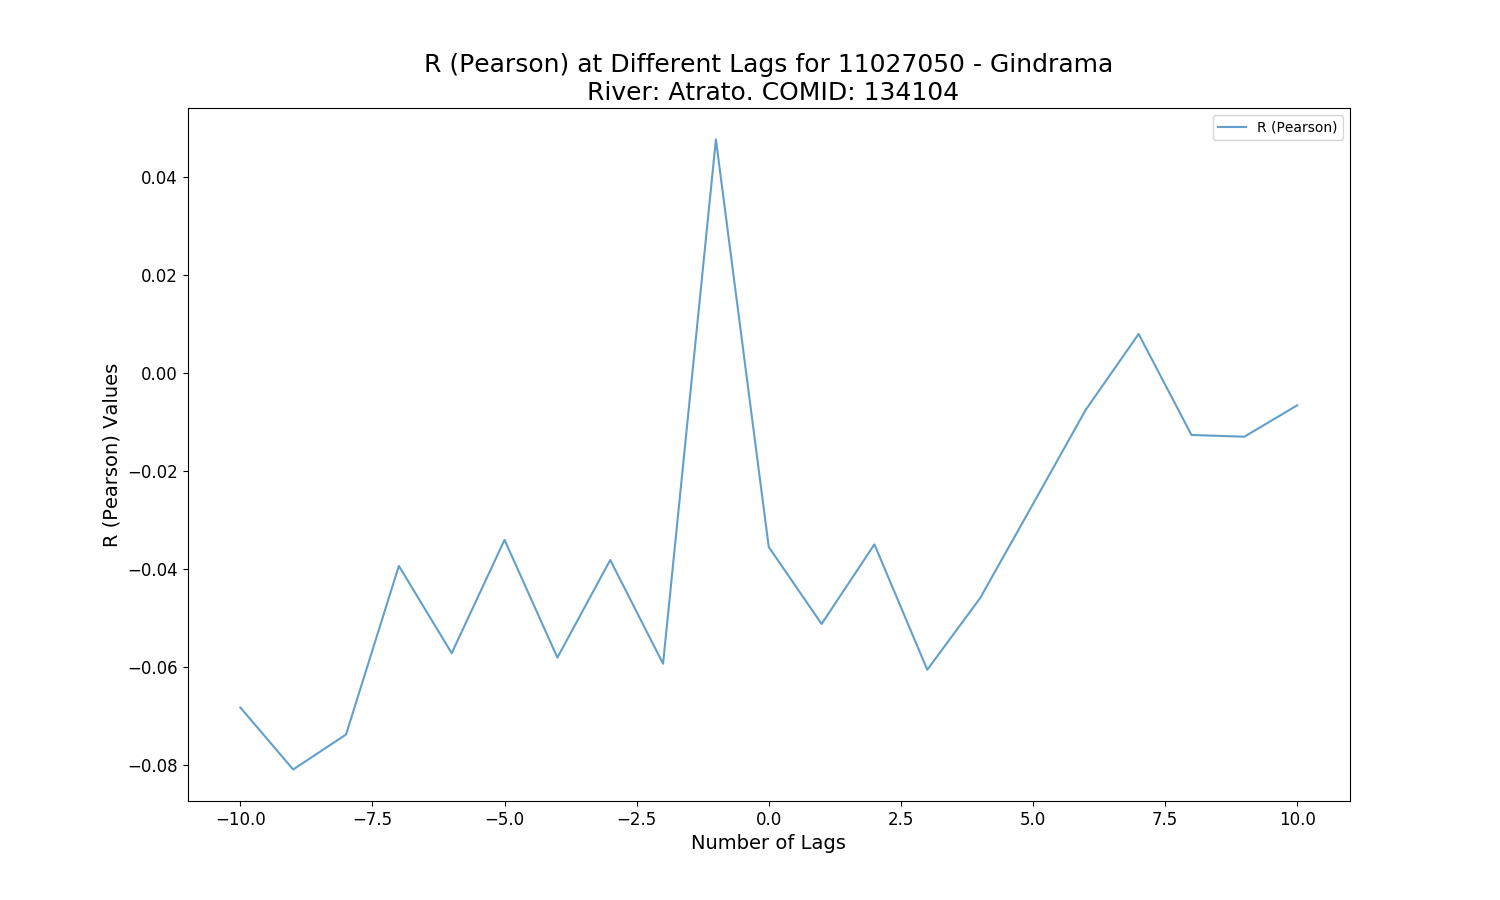 R (Pearson) at Different Lags for 11027050 - Gindrama
River: Atrato. COMID: 134104
R (Pearson)
0.04
0.02
0.00
−0.02
−0.04
−0.06
−0.08
R (Pearson) Values
−10.0 −7.5 −5.0 −2.5 0.0 2.5 5.0 7.5 10.0
Number of Lags